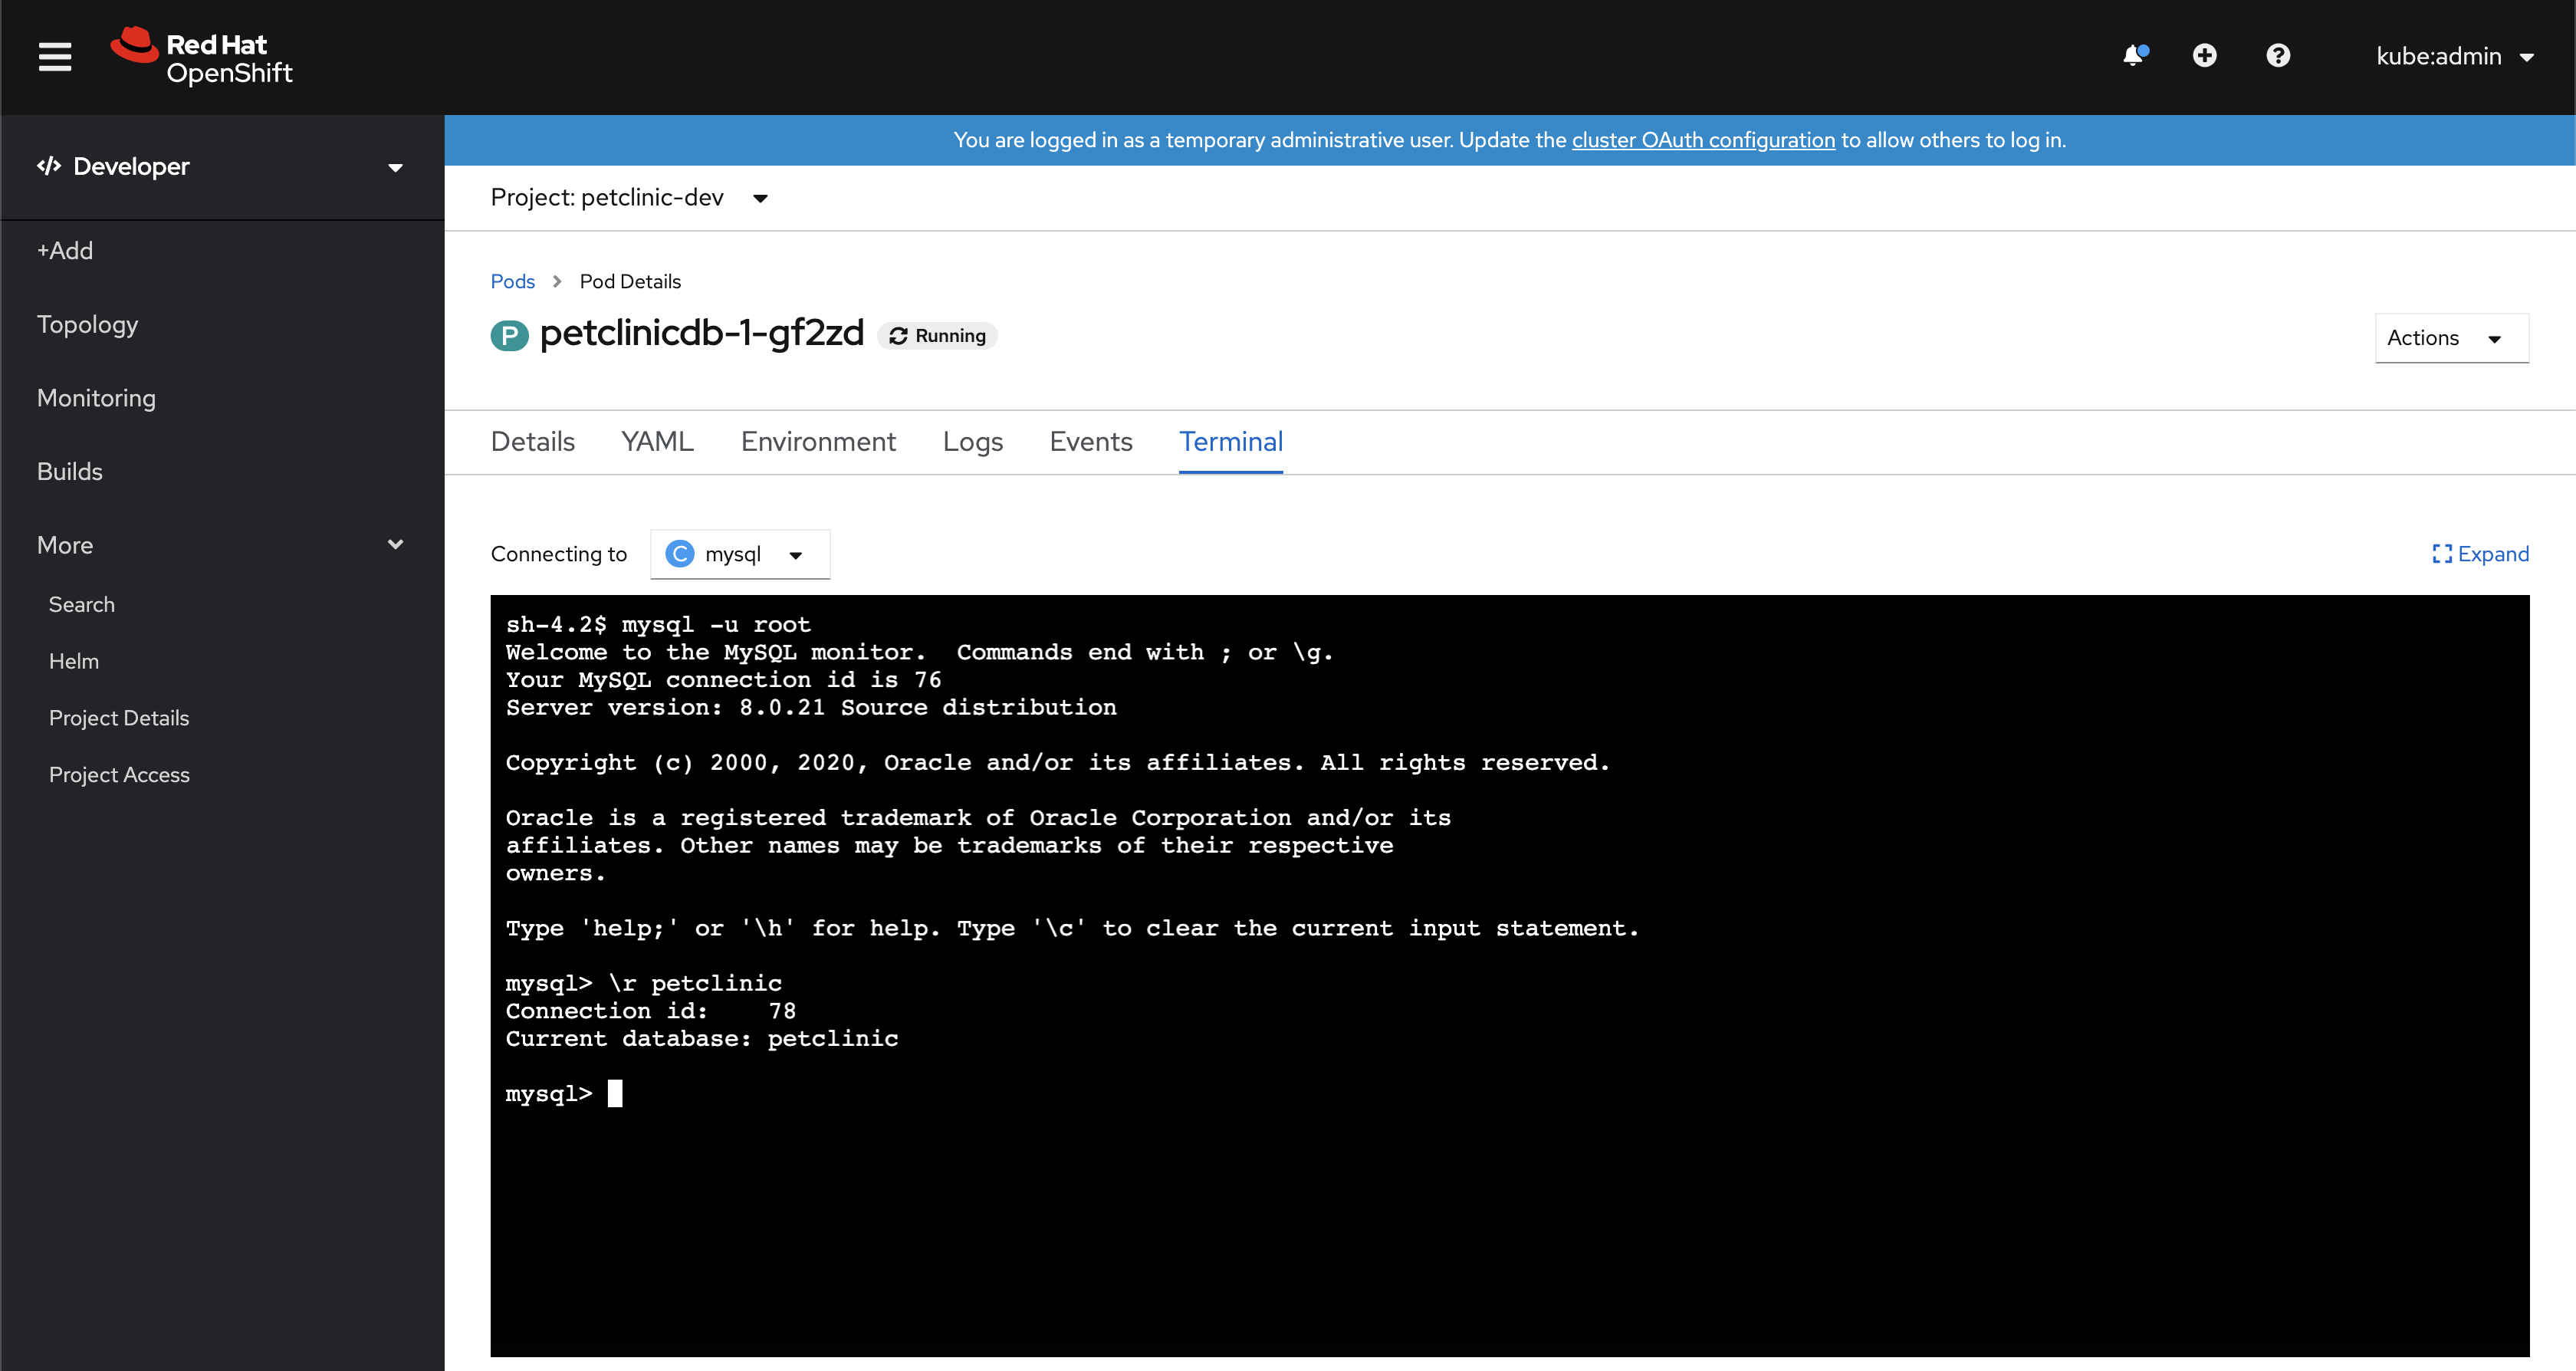 Red Hat
OpenShift
kube:admin
You are logged in as a temporary administrative user. Update the cluster OAuth configuration to allow others to log in.
</> Developer
+Add
Topology
Monitoring
Builds
More
Search
Helm
Project Details
Project Access
Project: petclinic-dev
Pods > Pod Details
P petclinicdb-1-gf2zd Running
Actions
Details YAML Environment Logs Events Terminal
Connecting to C mysql
Expand
sh-4.2$ mysql -u root
Welcome to the MySQL monitor.  Commands end with ; or \g.
Your MySQL connection id is 76
Server version: 8.0.21 Source distribution
Copyright (c) 2000, 2020, Oracle and/or its affiliates. All rights reserved.
Oracle is a registered trademark of Oracle Corporation and/or its
affiliates. Other names may be trademarks of their respective
owners.
Type 'help;' or '\h' for help. Type '\c' to clear the current input statement.
mysql> \r petclinic
Connection id:    78
Current database: petclinic
mysql>